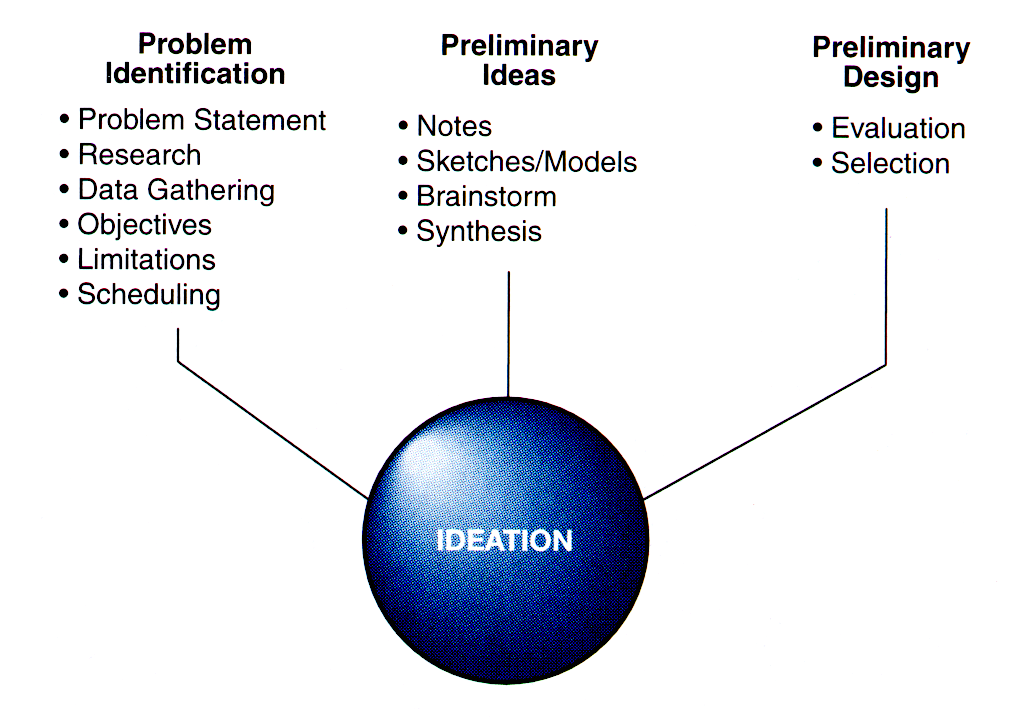 Problem
Identification
• Problem Statement
• Research
• Data Gathering
• Objectives
• Limitations
• Scheduling
Preliminary
Ideas
• Notes
• Sketches/Models
• Brainstorm
• Synthesis
Preliminary
Design
• Evaluation
• Selection
IDEATION